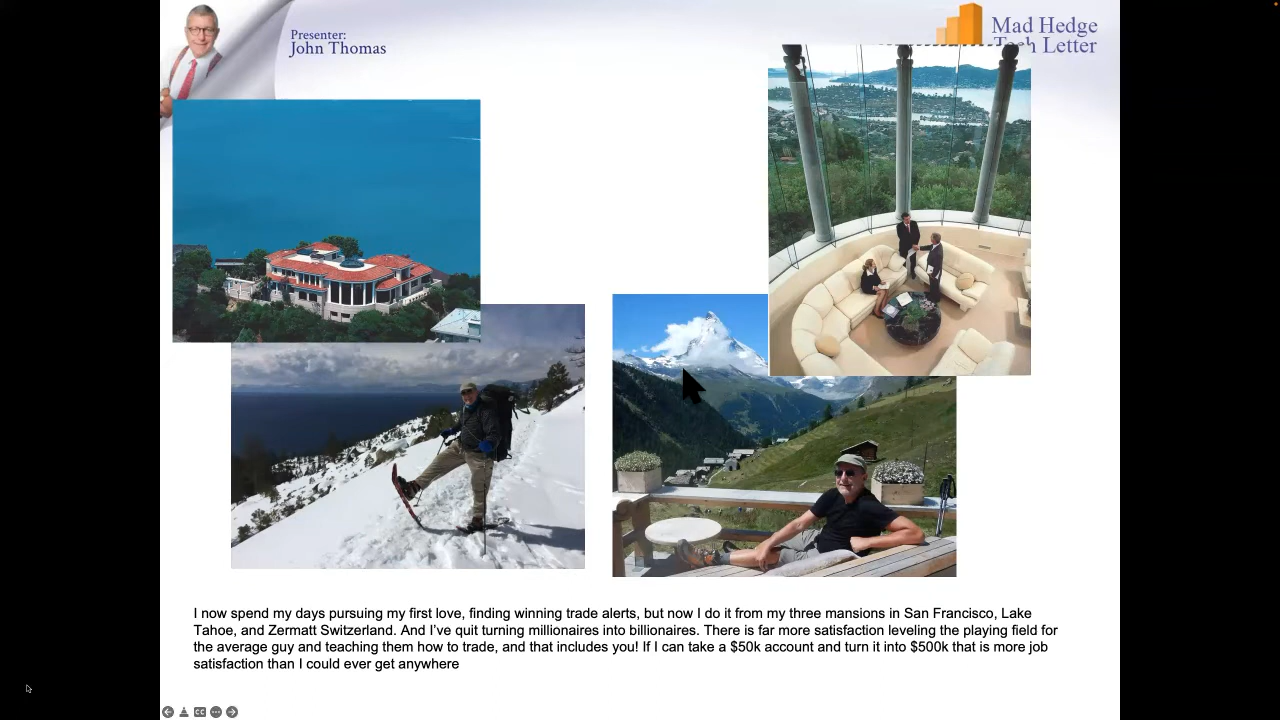 Presenter:
John Thomas
Mad Hedge
Tech Letter
I now spend my days pursuing my first love, finding winning trade alerts, but now I do it from my three mansions in San Francisco, Lake
Tahoe, and Zermatt Switzerland. And I’ve quit turning millionaires into billionaires. There is far more satisfaction leveling the playing field for
the average guy and teaching them how to trade, and that includes you! If I can take a $50k account and turn it into $500k that is more job
satisfaction than I could ever get anywhere
CC